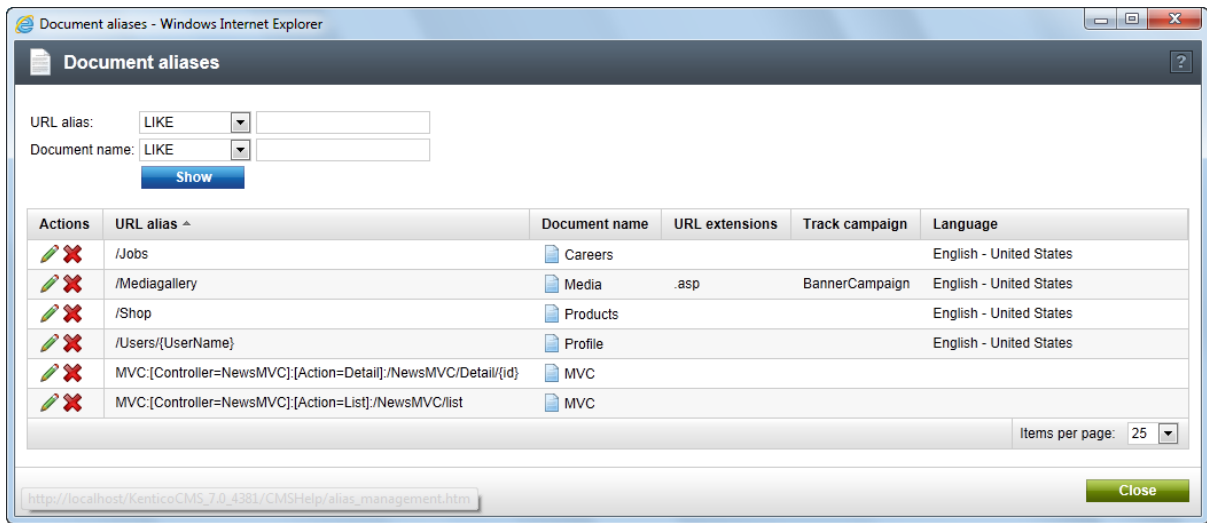 Document aliases - Windows Internet Explorer
Document aliases ?
URL alias: LIKE
Document name: LIKE
Show
Actions URL alias Document name URL extensions Track campaign Language
/Jobs Careers English - United States
/Mediagallery Media .asp BannerCampaign English - United States
/Shop Products English - United States
/Users/{UserName} Profile English - United States
MVC:[Controller=NewsMVC]:[Action=Detail]:/NewsMVC/Detail/{id} MVC
MVC:[Controller=NewsMVC]:[Action=List]:/NewsMVC/list MVC
Items per page: 25
Close
http://localhost/KenticoCMS_7.0_4381/CMSHelp/alias_management.htm